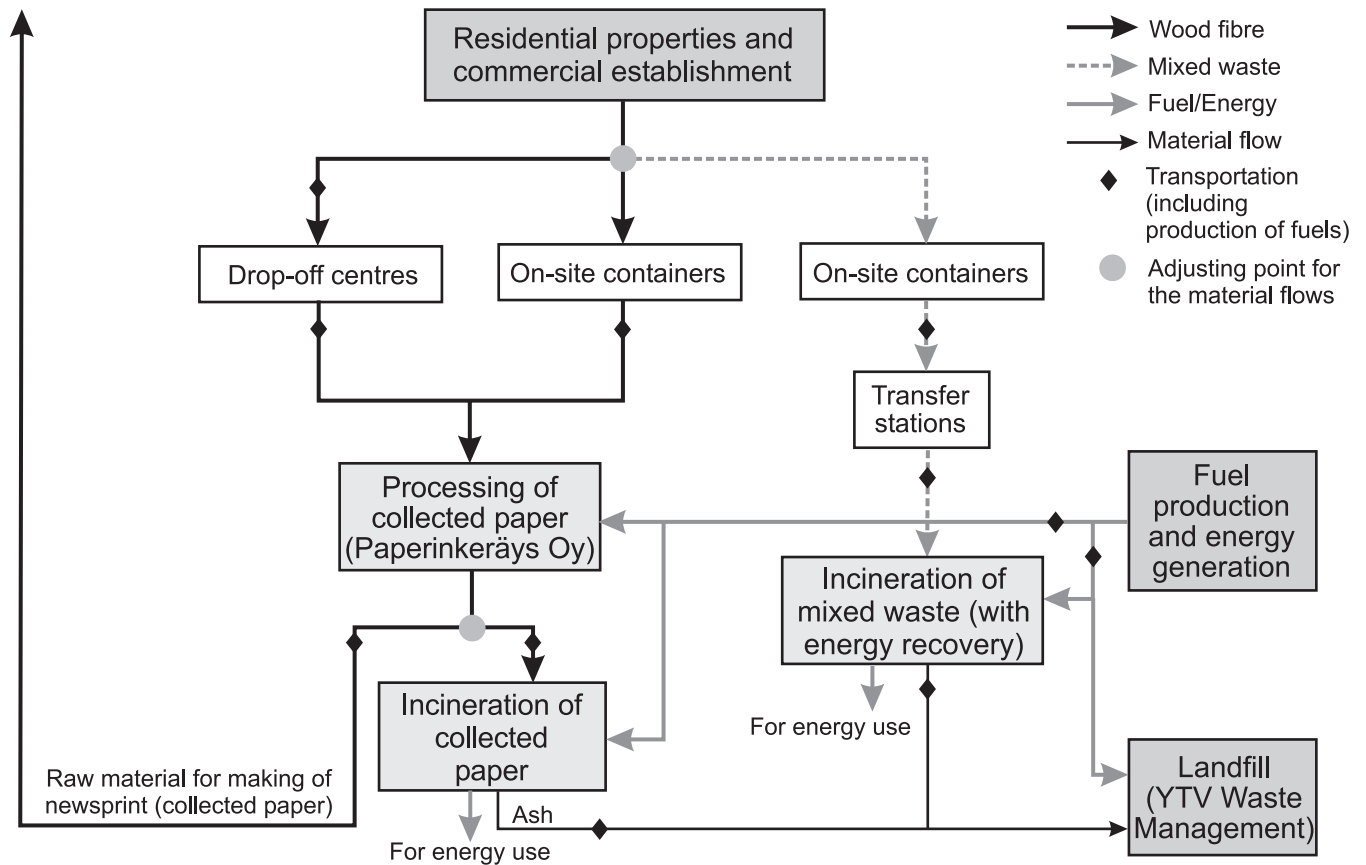 Residential properties and
commercial establishment
Wood fibre
Mixed waste
Fuel/Energy
Material flow
Transportation
(including
production of fuels)
Adjusting point for
the material flows
Drop-off centres
On-site containers
On-site containers
Transfer
stations
Processing of
collected paper
(Paperinkeräys Oy)
Fuel
production
and energy
generation
Incineration of
mixed waste (with
energy recovery)
Incineration of
collected
paper
For energy use
Raw material for making of
newsprint (collected paper)
Landfill
(YTV Waste
Management)
Ash
For energy use